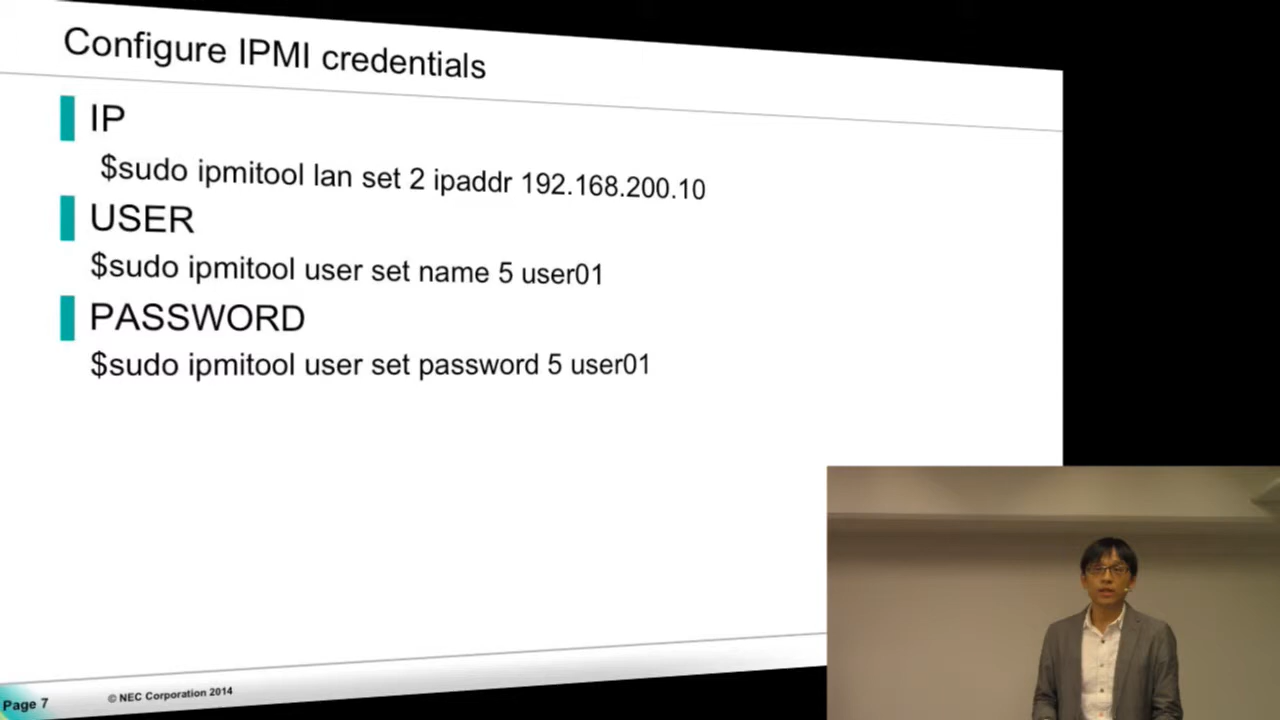 Configure IPMI credentials
IP
$sudo ipmitool lan set 2 ipaddr 192.168.200.10
USER
$sudo ipmitool user set name 5 user01
PASSWORD
$sudo ipmitool user set password 5 user01
Page 7
© NEC Corporation 2014